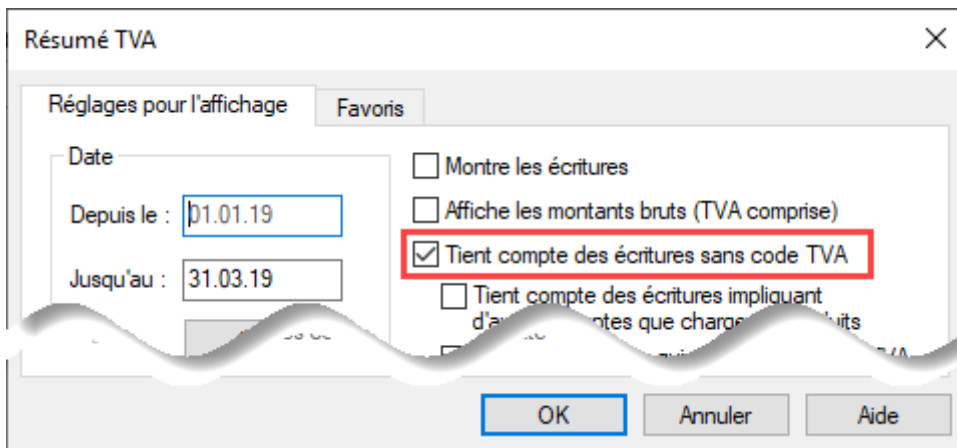 Résumé TVA
Réglages pour l'affichage
Favoris
Date
Depuis le :
01.01.19
Jusqu'au :
31.03.19
Montre les écritures
Affiche les montants bruts (TVA comprise)
Tient compte des écritures sans code TVA
Tient compte des écritures impliquant
que
OK
Annuler
Aide